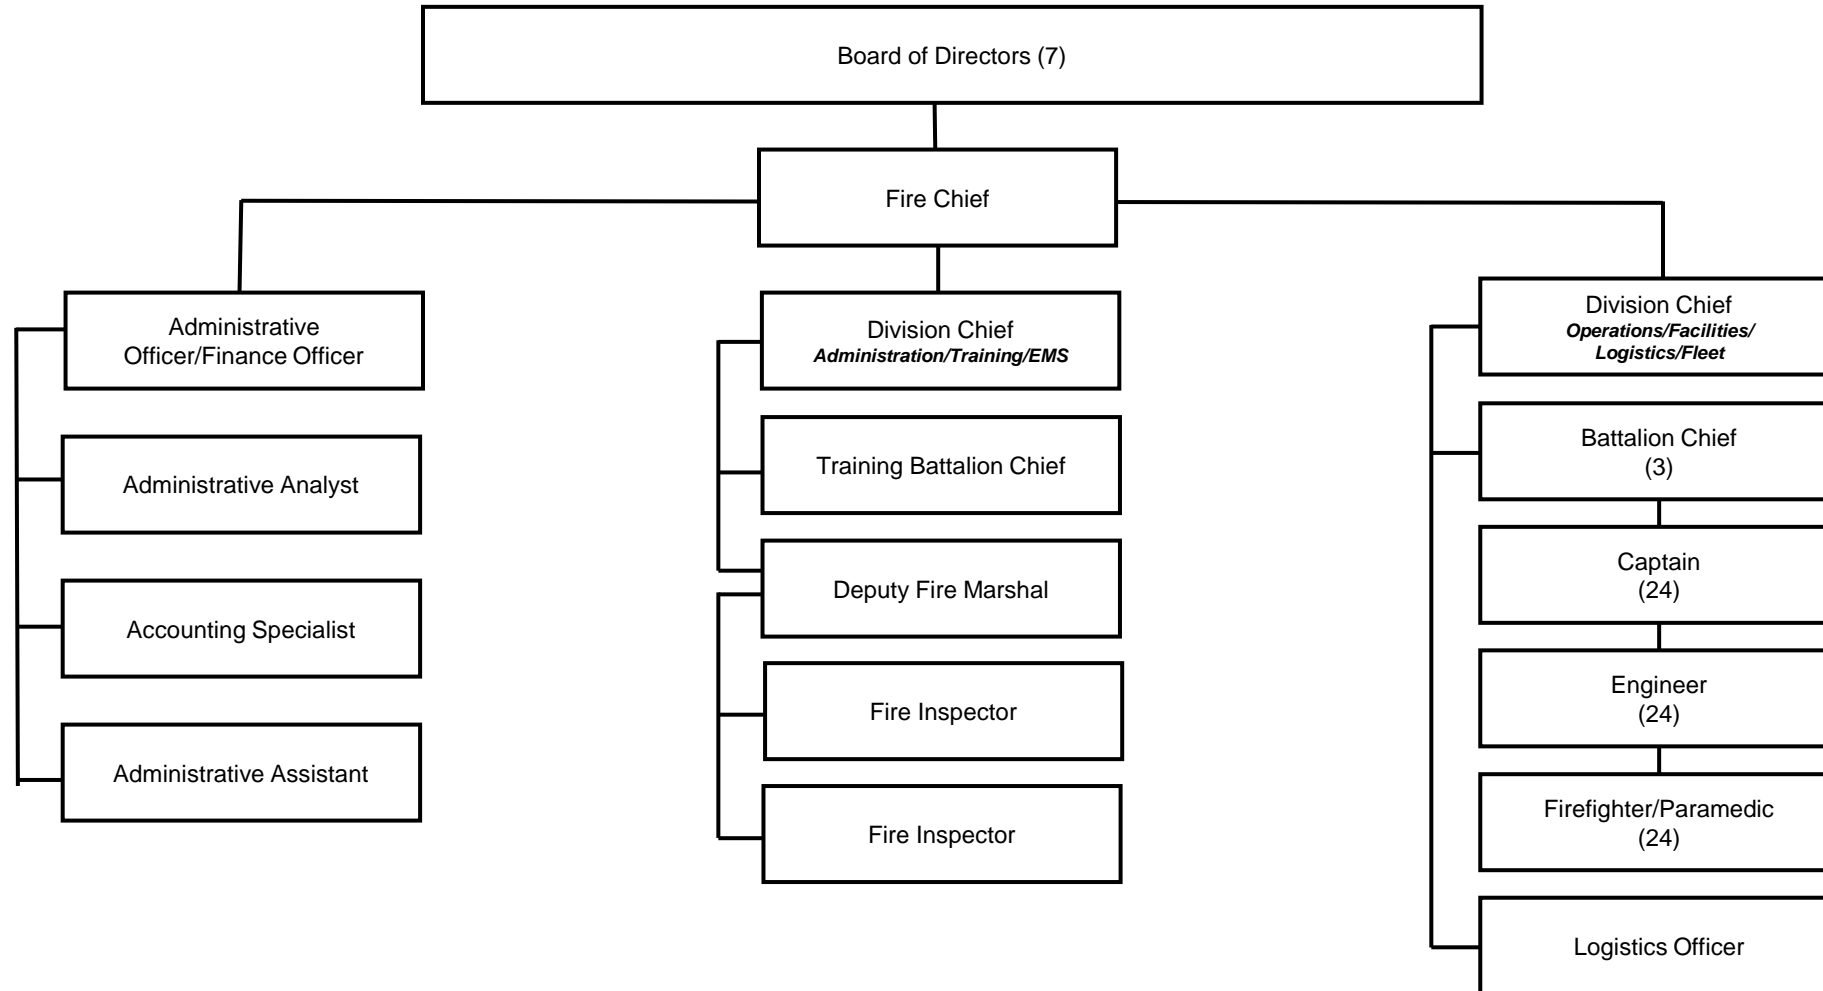 Board of Directors (7)
Fire Chief
Administrative
Officer/Finance Officer
Administrative Analyst
Accounting Specialist
Administrative Assistant
Division Chief
Administration/Training/EMS
Training Battalion Chief
Deputy Fire Marshal
Fire Inspector
Fire Inspector
Division Chief
Operations/Facilities/
Logistics/Fleet
Battalion Chief
(3)
Captain
(24)
Engineer
(24)
Firefighter/Paramedic
(24)
Logistics Officer